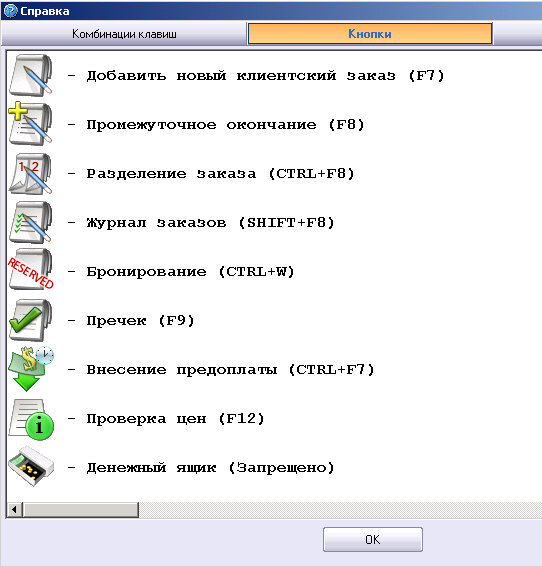 Справка
Комбинации клавиш
Кнопки
- Добавить новый клиентский заказ (F7)
- Промежуточное окончание (F8)
1 2
- Разделение заказа (CTRL+F8)
- Журнал заказов (SHIFT+F8)
RESERVED
- Бронирование (CTRL+W)
- Пречек (F9)
$
- Внесение предоплаты (CTRL+F7)
i
- Проверка цен (F12)
- Денежный ящик (Запрещено)
OK